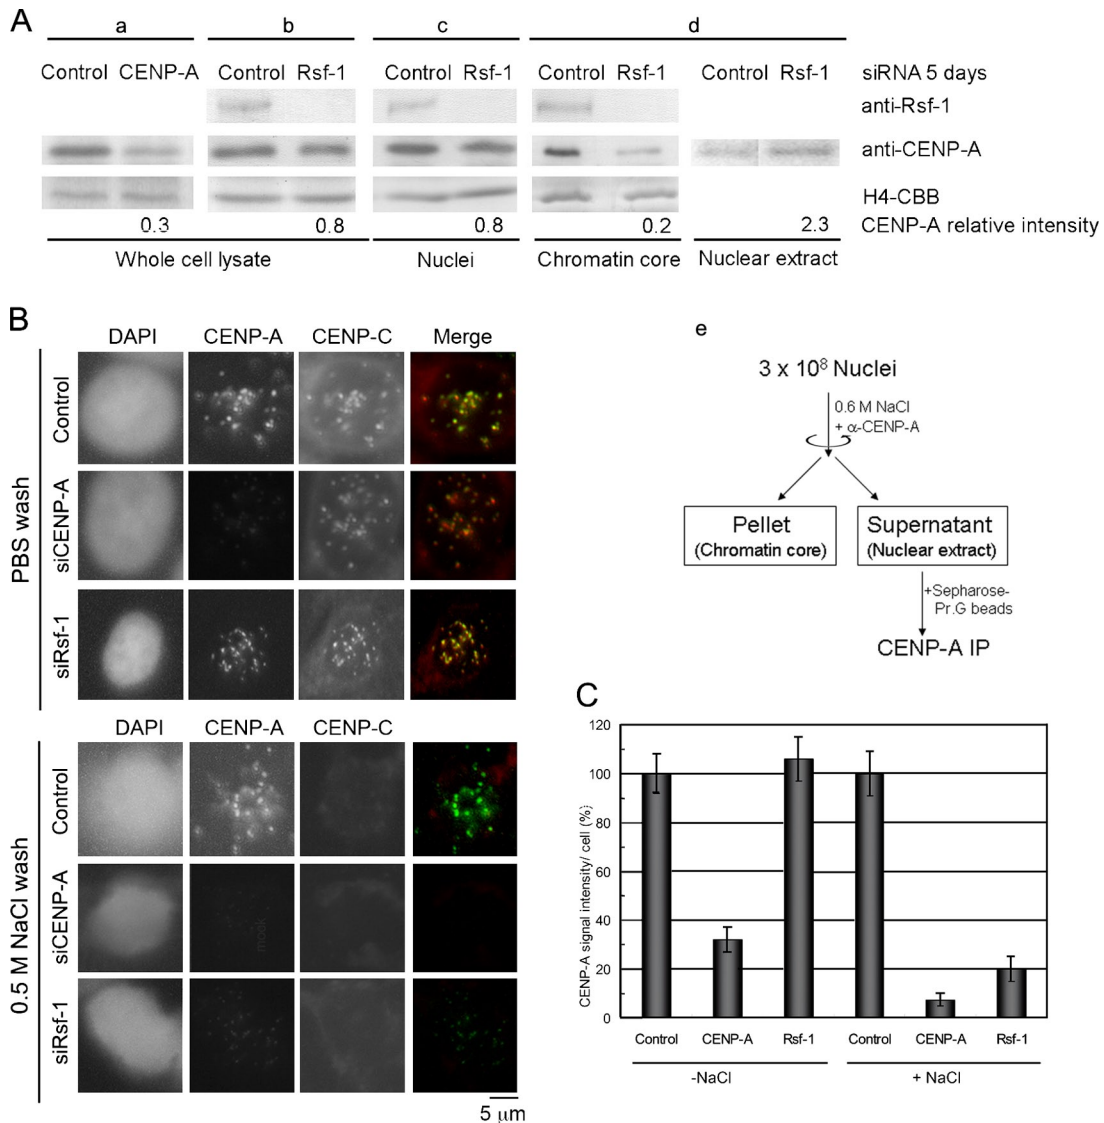 A
a b c d
Control CENP-A Control Rsf-1 Control Rsf-1 Control Rsf-1 Control Rsf-1 siRNA 5 days
anti-Rsf-1
anti-CENP-A
H4-CBB
0.3 0.8 0.8 0.2 2.3 CENP-A relative intensity
Whole cell lysate Nuclei Chromatin core Nuclear extract
B
DAPI CENP-A CENP-C Merge
PBS wash
Control
siCENP-A
siRsf-1
DAPI CENP-A CENP-C
0.5 M NaCl wash
Control
siCENP-A
mock
siRsf-1
5 μm
e
3 x 10⁸ Nuclei
0.6 M NaCl
+ α-CENP-A
Pellet
(Chromatin core)
Supernatant
(Nuclear extract)
+Sepharose-
Pr.G beads
CENP-A IP
C
CENP-A signal intensity/ cell (%)
120
100
80
60
40
20
0
Control CENP-A Rsf-1 Control CENP-A Rsf-1
-NaCl + NaCl